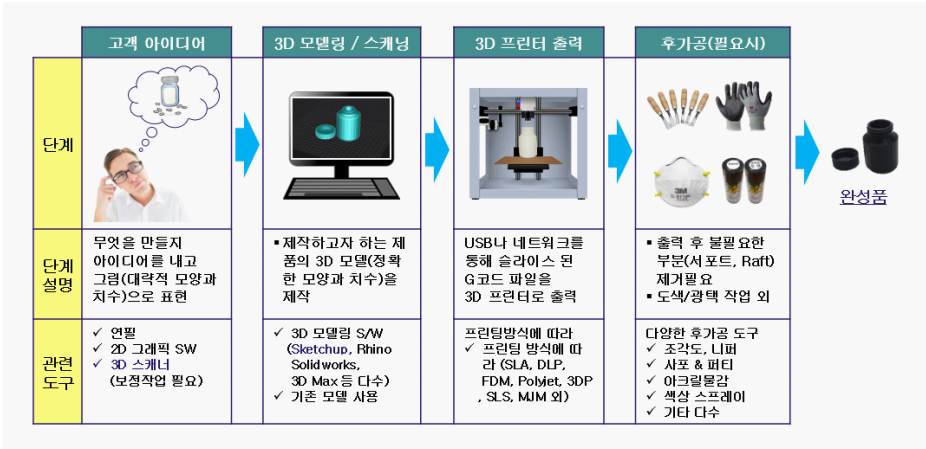 고객 아이디어
3D 모델링 / 스캐닝
3D 프린터 출력
후가공(필요시)
단계
3M
완성품
단계
설명
무엇을 만들지
아이디어를 내고
그림(대략적 모양과
치수)으로 표현
▪제작하고자 하는 제
품의 3D 모델(정확
한 모양과 치수)을
제작
USB나 네트워크를
통해 슬라이스 된
G코드 파일을
3D 프린터로 출력
▪출력 후 불필요한
부분(서포트, Raft)
제거필요
▪도색/광택 작업 외
관련
도구
✓ 연필
✓ 2D 그래픽 SW
✓ 3D 스캐너
(보정작업 필요)
✓ 3D 모델링 S/W
(Sketchup, Rhino
Solidworks,
3D Max 등 다수)
✓ 기존 모델 사용
프린팅방식에 따라
✓ 프린팅 방식에 따
라 (SLA, DLP,
FDM, Polyjet, 3DP
, SLS, MJM 외)
다양한 후가공 도구
✓ 조각도, 니퍼
✓ 사포 & 퍼티
✓ 아크릴물감
✓ 색상 스프레이
✓ 기타 다수